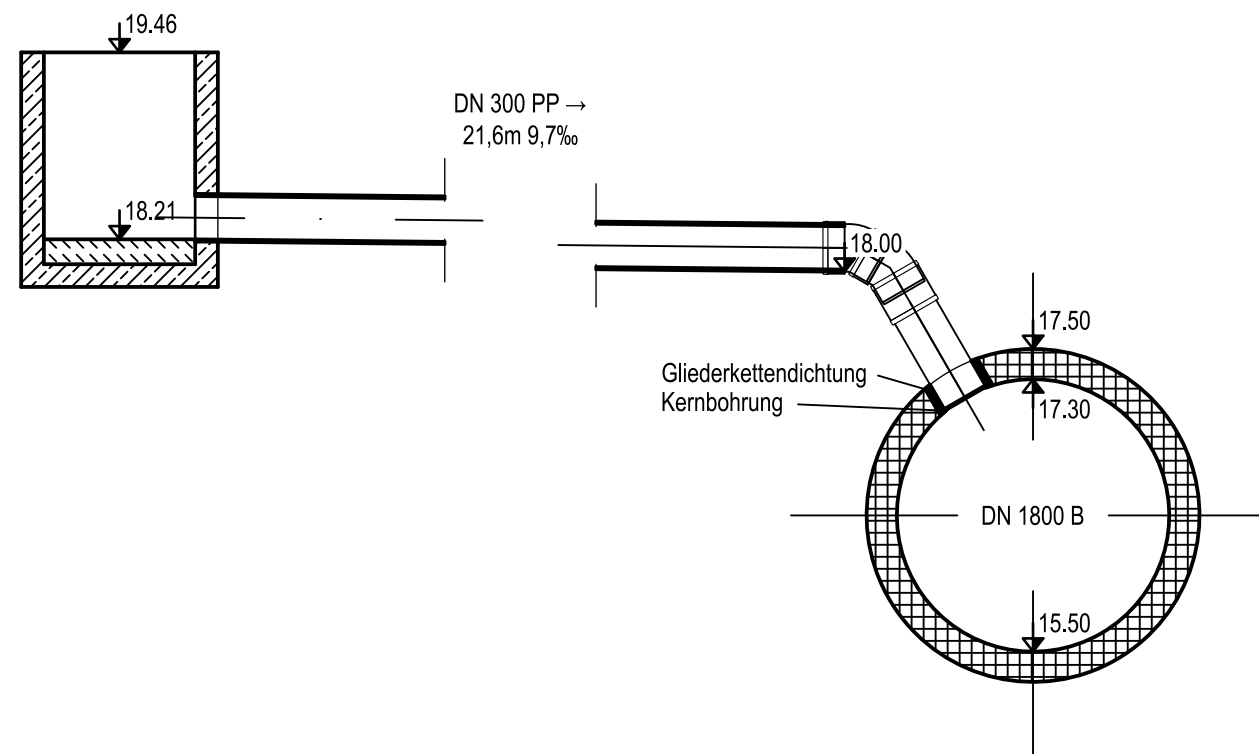 19.46
DN 300 PP →
21,6m 9,7‰
18.21
18.00
17.50
Gliederkettendichtung
Kernbohrung
17.30
DN 1800 B
15.50